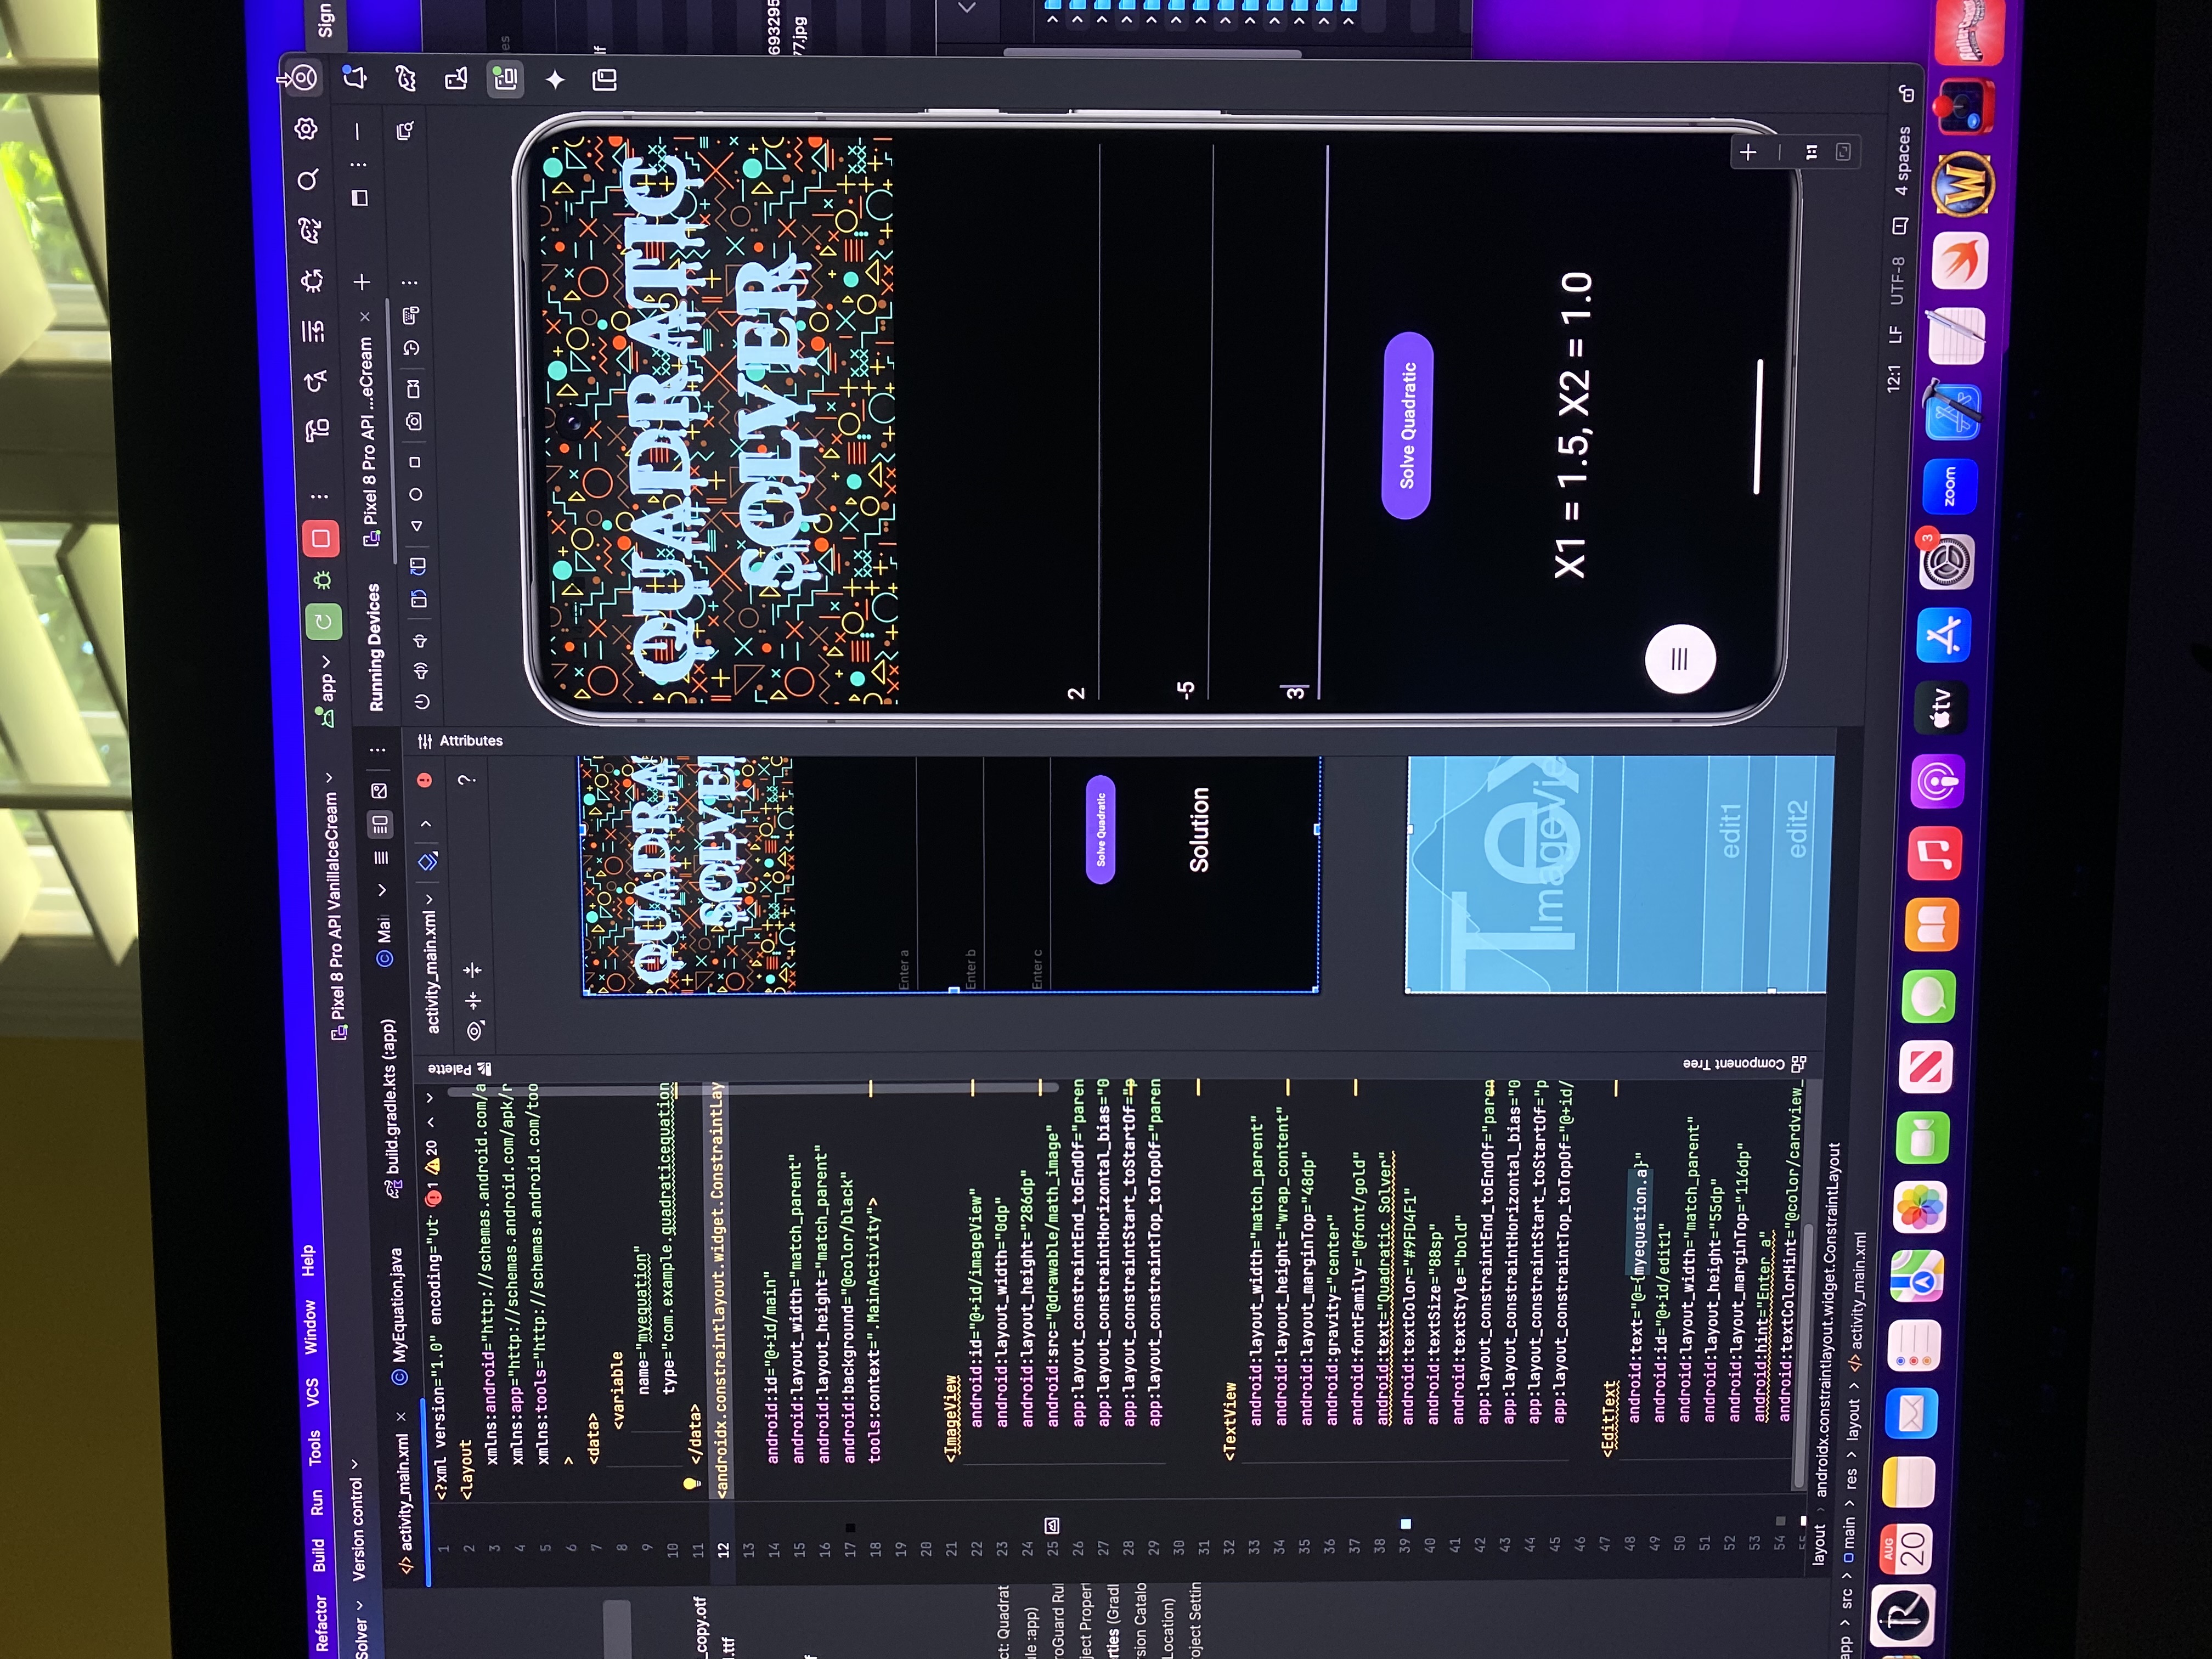 Refactor Build Run Tools VCS Window Help
Solver Version control
Pixel 8 Pro API VanillaIceCream
app
Sign
activity_main.xml
MyEquation.java
build.gradle.kts (:app)
Mai
Running Devices
Pixel 8 Pro API ...eCream
1 <?xml version="1.0" encoding="ut
1 20
2 <layout
3 xmlns:android="http://schemas.android.com/a
4 xmlns:app="http://schemas.android.com/apk/r
5 xmlns:tools="http://schemas.android.com/too
6 >
7 <data>
8 <variable
9 name="myequation"
10 type="com.example.quadraticequation
11 </data>
12 <androidx.constraintlayout.widget.ConstraintLay
13
14 android:id="@+id/main"
15 android:layout_width="match_parent"
16 android:layout_height="match_parent"
17 android:background="@color/black"
18 tools:context=".MainActivity">
19
20
21 <ImageView
22 android:id="@+id/imageView"
23 android:layout_width="0dp"
24 android:layout_height="286dp"
25 android:src="@drawable/math_image"
26 app:layout_constraintEnd_toEndOf="paren
27 app:layout_constraintHorizontal_bias="0
28 app:layout_constraintStart_toStartOf="p
29 app:layout_constraintTop_toTopOf="paren
30
31
32 <TextView
33 android:layout_width="match_parent"
34 android:layout_height="wrap_content"
35 android:layout_marginTop="48dp"
36 android:gravity="center"
37 android:fontFamily="@font/gold"
38 android:text="Quadratic Solver"
39 android:textColor="#9FD4F1"
40 android:textSize="88sp"
41 android:textStyle="bold"
42 app:layout_constraintEnd_toEndOf="paren
43 app:layout_constraintHorizontal_bias="0
44 app:layout_constraintStart_toStartOf="p
45 app:layout_constraintTop_toTopOf="@+id/
46
47 <EditText
48 android:text="@={myequation.a}"
49 android:id="@+id/edit1"
50 android:layout_width="match_parent"
51 android:layout_height="55dp"
52 android:layout_marginTop="116dp"
53 android:hint="Enter a"
54 android:textColorHint="@color/cardview_
55
_copy.otf
.ttf
f
ct: Quadrat
ule :app)
roGuard Rul
ject Propert
erties (Gradl
rsion Catalo
Location)
roject Settin
Palette
activity_main.xml
?
Attributes
Component Tree
QUADRA
SOLVE
Enter a
Enter b
Enter c
Solve Quadratic
Solution
Tex
ImageVie
edit1
edit2
QUADRATIC
SOLVER
2
-5
3
Solve Quadratic
X1 = 1.5, X2 = 1.0
1:1
es
lf
693295
77.jpg
layout androidx.constraintlayout.widget.ConstraintLayout
app src main res layout activity_main.xml
12:1 LF UTF-8 4 spaces
AUG
20
tv
3
zoom
W